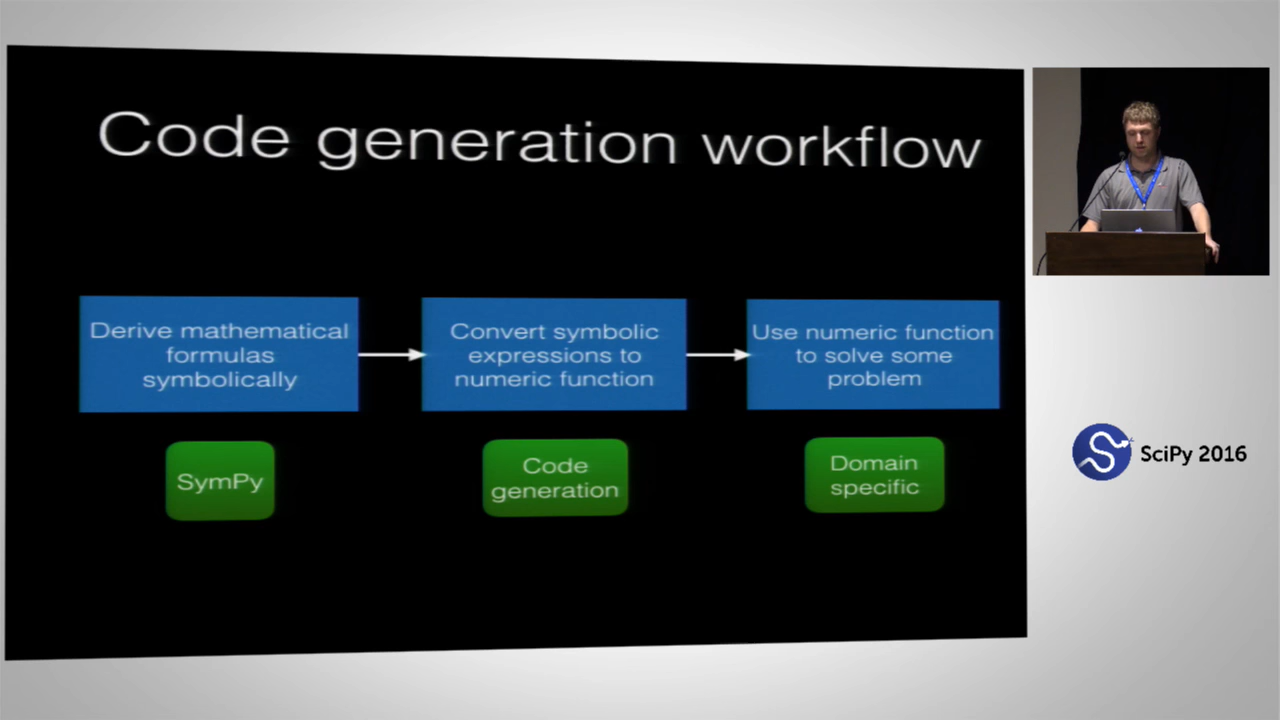 Code generation workflow
Derive mathematical
formulas
symbolically
Convert symbolic
expressions to
numeric function
Use numeric function
to solve some
problem
SymPy
Code
generation
Domain
specific
SciPy 2016